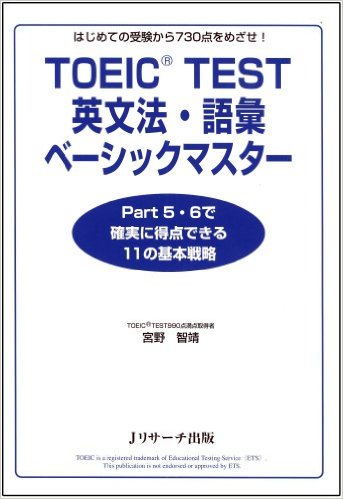 はじめての受験から730点をめざせ!
TOEIC® TEST
英文法・語彙
ベーシックマスター
Part 5・6で
確実に得点できる
11の基本戦略
TOEIC®TEST990点満点取得者
宮野 智靖
Jリサーチ出版
TOEIC is a registered trademark of Educational Testing Service (ETS).
This publication is not endorsed or approved by ETS.